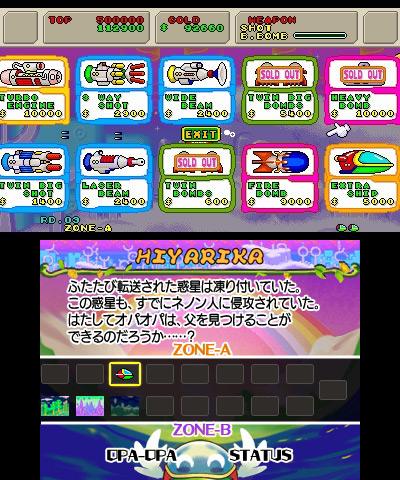 TOP 500000 GOLD WEAPON
112900 $ 92660 SHOT
B.BOMB
TURBO
ENGINE
$ 10000
3 WAY
SHOT
$ 2900
WIDE
BEAM
$ 2400
SOLD OUT
TWIN BIG
BOMBS
$ 5400
SOLD OUT
HEAVY
BOMB
$ 10000
EXIT
TWIN BIG
SHOT
$ 1400
LASER
BEAM
$ 2400
SOLD OUT
TWIN
BOMBS
$ 600
FIRE
BOMB
$ 9000
EXTRA
SHIP
$ 5000
RD.03
ZONE-A
HIYARIKA
ふたたび転送された惑星は凍り付いていた。
この惑星も、すでにネノン人に侵攻されていた。
はたしてオパオパは、父を見つけることが
できるのだろうか……?
ZONE-A
ZONE-B
OPA-OPA STATUS